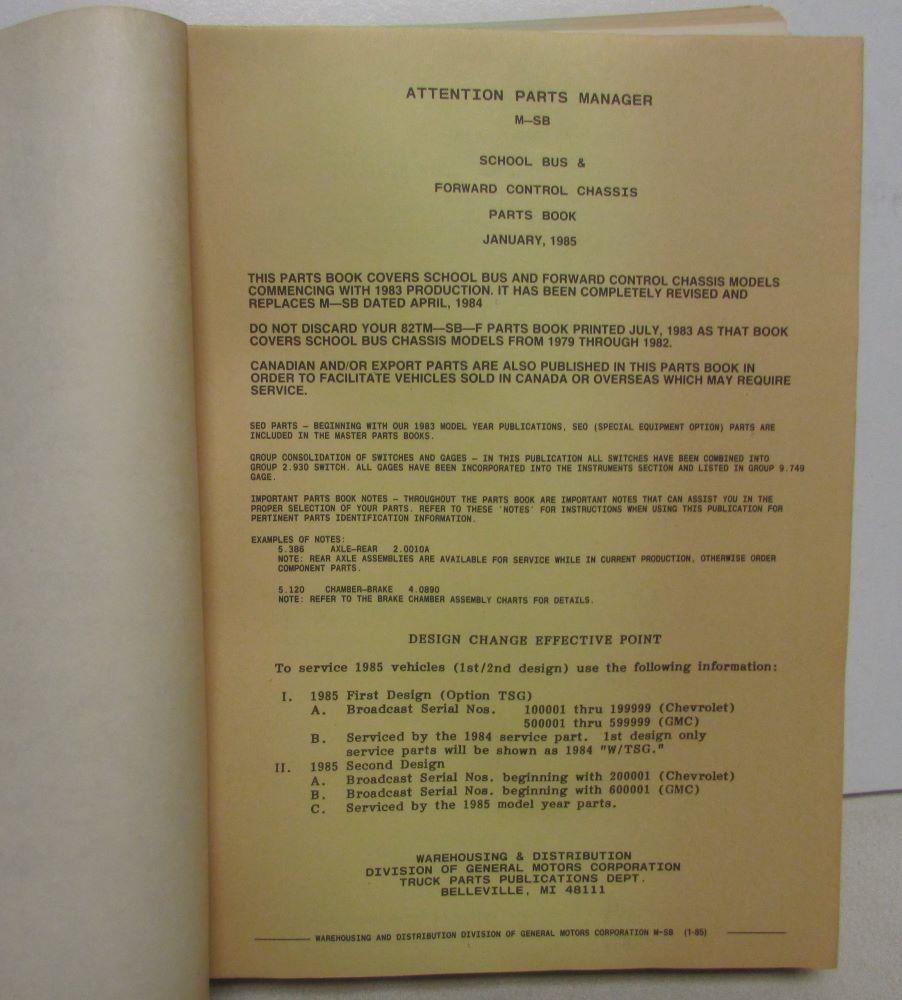 ATTENTION PARTS MANAGER
M—SB
SCHOOL BUS &
FORWARD CONTROL CHASSIS
PARTS BOOK
JANUARY, 1985
THIS PARTS BOOK COVERS SCHOOL BUS AND FORWARD CONTROL CHASSIS MODELS
COMMENCING WITH 1983 PRODUCTION. IT HAS BEEN COMPLETELY REVISED AND
REPLACES M—SB DATED APRIL, 1984
DO NOT DISCARD YOUR 82TM—SB—F PARTS BOOK PRINTED JULY, 1983 AS THAT BOOK
COVERS SCHOOL BUS CHASSIS MODELS FROM 1979 THROUGH 1982.
CANADIAN AND/OR EXPORT PARTS ARE ALSO PUBLISHED IN THIS PARTS BOOK IN
ORDER TO FACILITATE VEHICLES SOLD IN CANADA OR OVERSEAS WHICH MAY REQUIRE
SERVICE.
SEO PARTS – BEGINNING WITH OUR 1983 MODEL YEAR PUBLICATIONS, SEO (SPECIAL EQUIPMENT OPTION) PARTS ARE
INCLUDED IN THE MASTER PARTS BOOKS.
GROUP CONSOLIDATION OF SWITCHES AND GAGES – IN THIS PUBLICATION ALL SWITCHES HAVE BEEN COMBINED INTO
GROUP 2.930 SWITCH. ALL GAGES HAVE BEEN INCORPORATED INTO THE INSTRUMENTS SECTION AND LISTED IN GROUP 9.749
GAGE.
IMPORTANT PARTS BOOK NOTES – THROUGHOUT THE PARTS BOOK ARE IMPORTANT NOTES THAT CAN ASSIST YOU IN THE
PROPER SELECTION OF YOUR PARTS. REFER TO THESE 'NOTES' FOR INSTRUCTIONS WHEN USING THIS PUBLICATION FOR
PERTINENT PARTS IDENTIFICATION INFORMATION.
EXAMPLES OF NOTES:
5.386 AXLE–REAR 2.0010A
NOTE: REAR AXLE ASSEMBLIES ARE AVAILABLE FOR SERVICE WHILE IN CURRENT PRODUCTION, OTHERWISE ORDER
COMPONENT PARTS.
5.120 CHAMBER–BRAKE 4.0890
NOTE: REFER TO THE BRAKE CHAMBER ASSEMBLY CHARTS FOR DETAILS.
DESIGN CHANGE EFFECTIVE POINT
To service 1985 vehicles (1st/2nd design) use the following information:
I. 1985 First Design (Option TSG)
A. Broadcast Serial Nos. 100001 thru 199999 (Chevrolet)
500001 thru 599999 (GMC)
B. Serviced by the 1984 service part. 1st design only
service parts will be shown as 1984 "W/TSG."
II. 1985 Second Design
A. Broadcast Serial Nos. beginning with 200001 (Chevrolet)
B. Broadcast Serial Nos. beginning with 600001 (GMC)
C. Serviced by the 1985 model year parts.
WAREHOUSING & DISTRIBUTION
DIVISION OF GENERAL MOTORS CORPORATION
TRUCK PARTS PUBLICATIONS DEPT.
BELLEVILLE, MI 48111
WAREHOUSING AND DISTRIBUTION DIVISION OF GENERAL MOTORS CORPORATION M-SB (1-85)